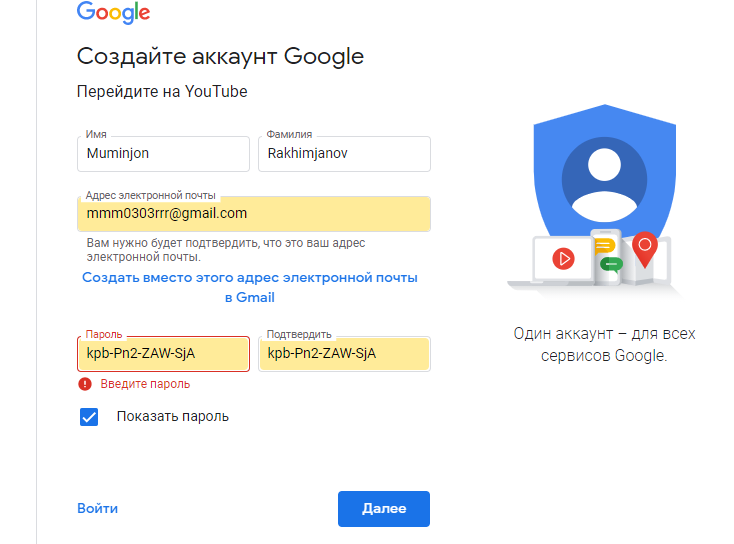 Google
Создайте аккаунт Google
Перейдите на YouTube
Имя
Muminjon
Фамилия
Rakhimjanov
Адрес электронной почты
mmm0303rrr@gmail.com
Вам нужно будет подтвердить, что это ваш адрес
электронной почты.
Создать вместо этого адрес электронной почты
в Gmail
Пароль
kpb-Pn2-ZAW-SjA
Подтвердить
kpb-Pn2-ZAW-SjA
Введите пароль
Показать пароль
Войти
Далее
Один аккаунт – для всех
сервисов Google.